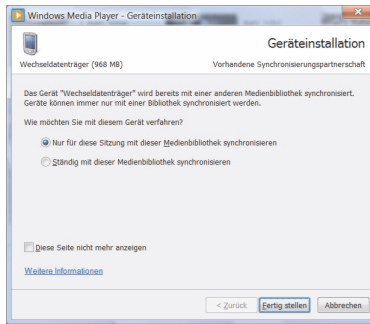 Windows Media Player - Geräteinstallation
Geräteinstallation
Wechseldatenträger (968 MB)
Vorhandene Synchronisierungspartnerschaft
Das Gerät "Wechseldatenträger" wird bereits mit einer anderen Medienbibliothek synchronisiert.
Geräte können immer nur mit einer Bibliothek synchronisiert werden.
Wie möchten Sie mit diesem Gerät verfahren?
Nur für diese Sitzung mit dieser Medienbibliothek synchronisieren
Ständig mit dieser Medienbibliothek synchronisieren
Diese Seite nicht mehr anzeigen
Weitere Informationen
< Zurück
Fertig stellen
Abbrechen